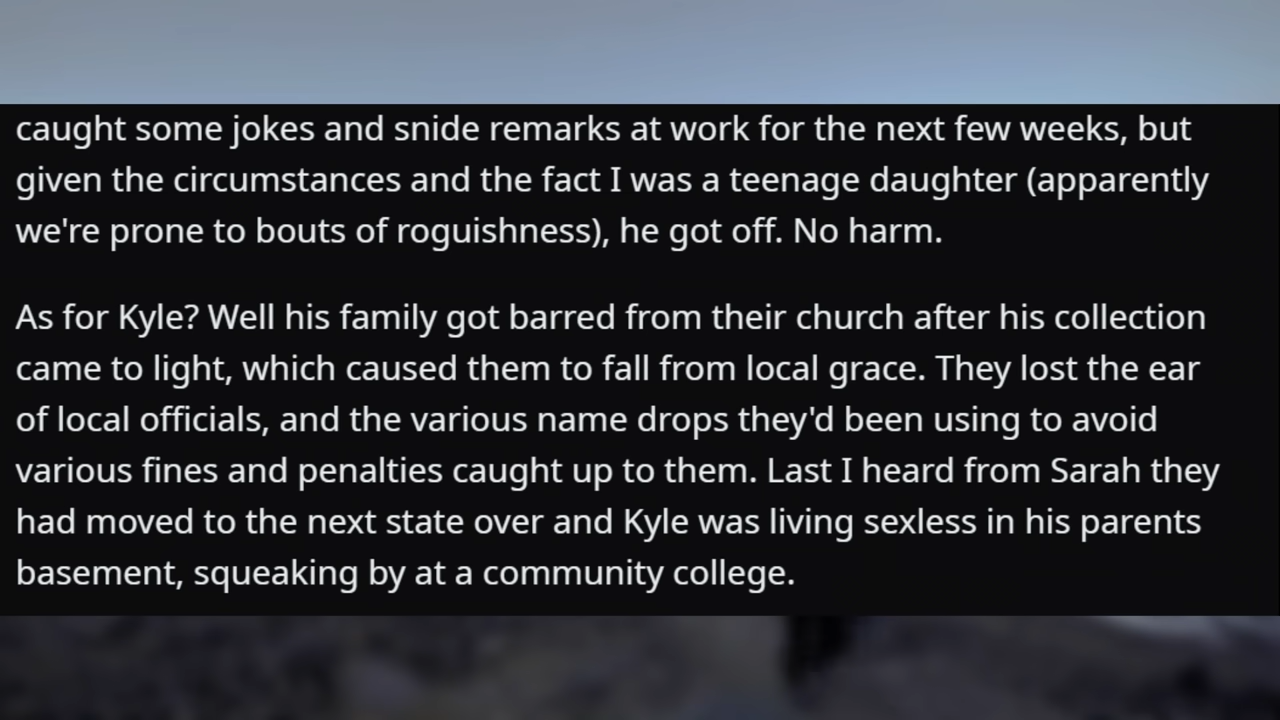 caught some jokes and snide remarks at work for the next few weeks, but
given the circumstances and the fact I was a teenage daughter (apparently
we're prone to bouts of roguishness), he got off. No harm.
As for Kyle? Well his family got barred from their church after his collection
came to light, which caused them to fall from local grace. They lost the ear
of local officials, and the various name drops they'd been using to avoid
various fines and penalties caught up to them. Last I heard from Sarah they
had moved to the next state over and Kyle was living sexless in his parents
basement, squeaking by at a community college.